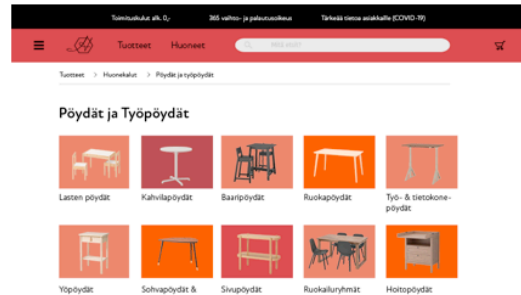 Toimituskulut alk. 0,- 365 vaihto- ja palautusoikeus Tärkeää tietoa asiakkaille (COVID-19)
Tuotteet Huoneet
Tuotteet > Huonekalut > Pöydät ja työpöydät
Pöydät ja Työpöydät
Lasten pöydät Kahvilapöydät Baaripöydät Ruokapöydät Työ- & tietokone-
pöydät
Yöpöydät Sohvapöydät & Sivupöydät Ruokailuryhmät Hoitopöydät